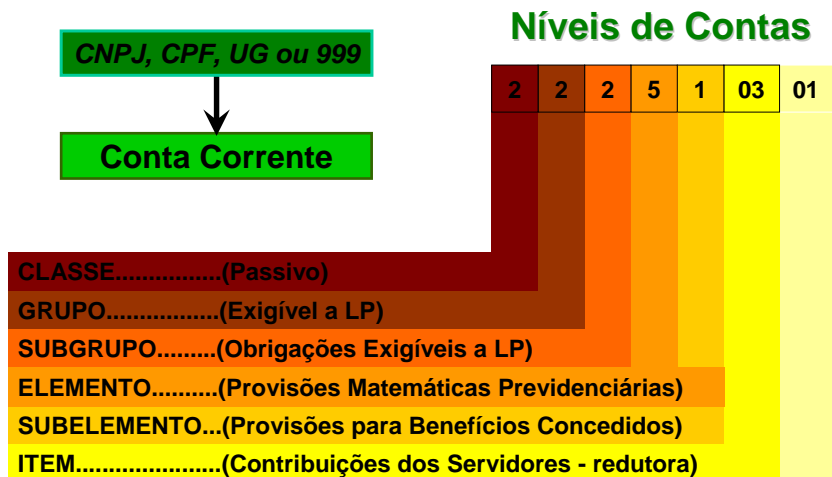 Níveis de Contas
CNPJ, CPF, UG ou 999
2 2 2 5 1 03 01
Conta Corrente
CLASSE................(Passivo)
GRUPO.................(Exigível a LP)
SUBGRUPO.........(Obrigações Exigíveis a LP)
ELEMENTO..........(Provisões Matemáticas Previdenciárias)
SUBELEMENTO...(Provisões para Benefícios Concedidos)
ITEM......................(Contribuições dos Servidores - redutora)